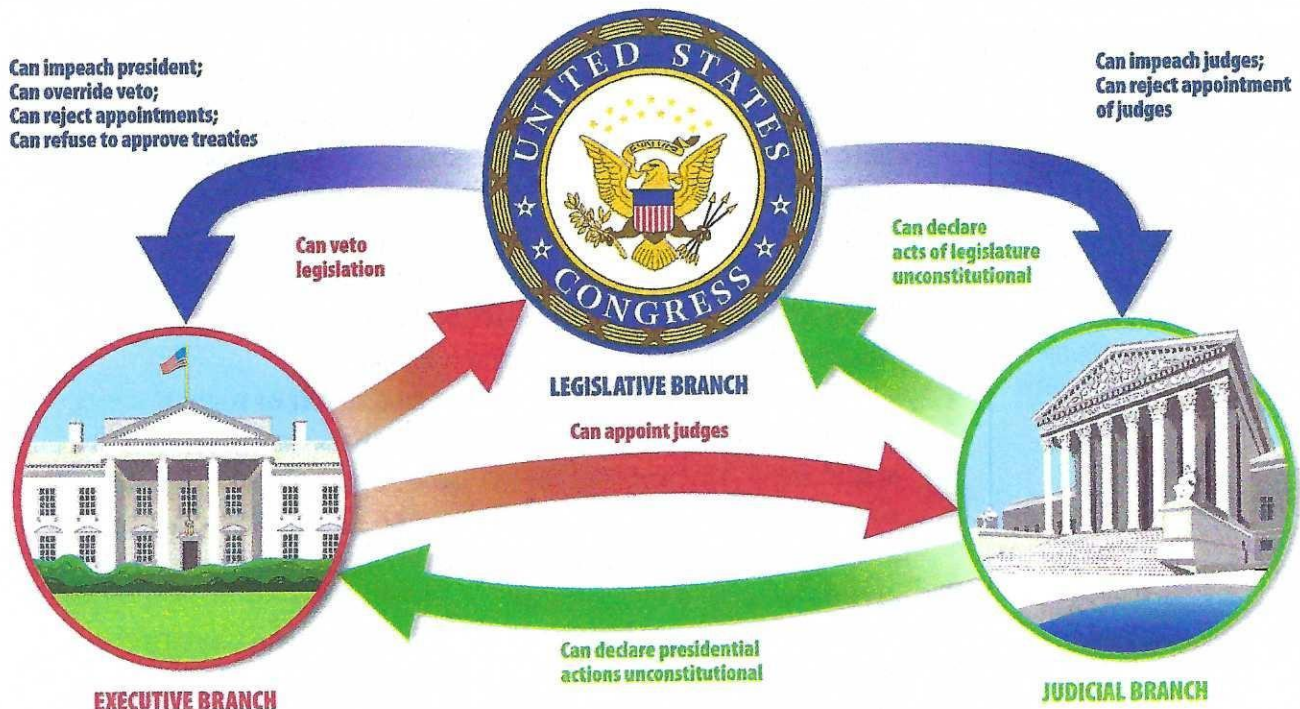 Can impeach president;
Can override veto;
Can reject appointments;
Can refuse to approve treaties
UNITED STATES
CONGRESS
Can impeach judges;
Can reject appointment
of judges
Can veto
legislation
Can declare
acts of legislature
unconstitutional
LEGISLATIVE BRANCH
Can appoint judges
Can declare presidential
actions unconstitutional
EXECUTIVE BRANCH
JUDICIAL BRANCH